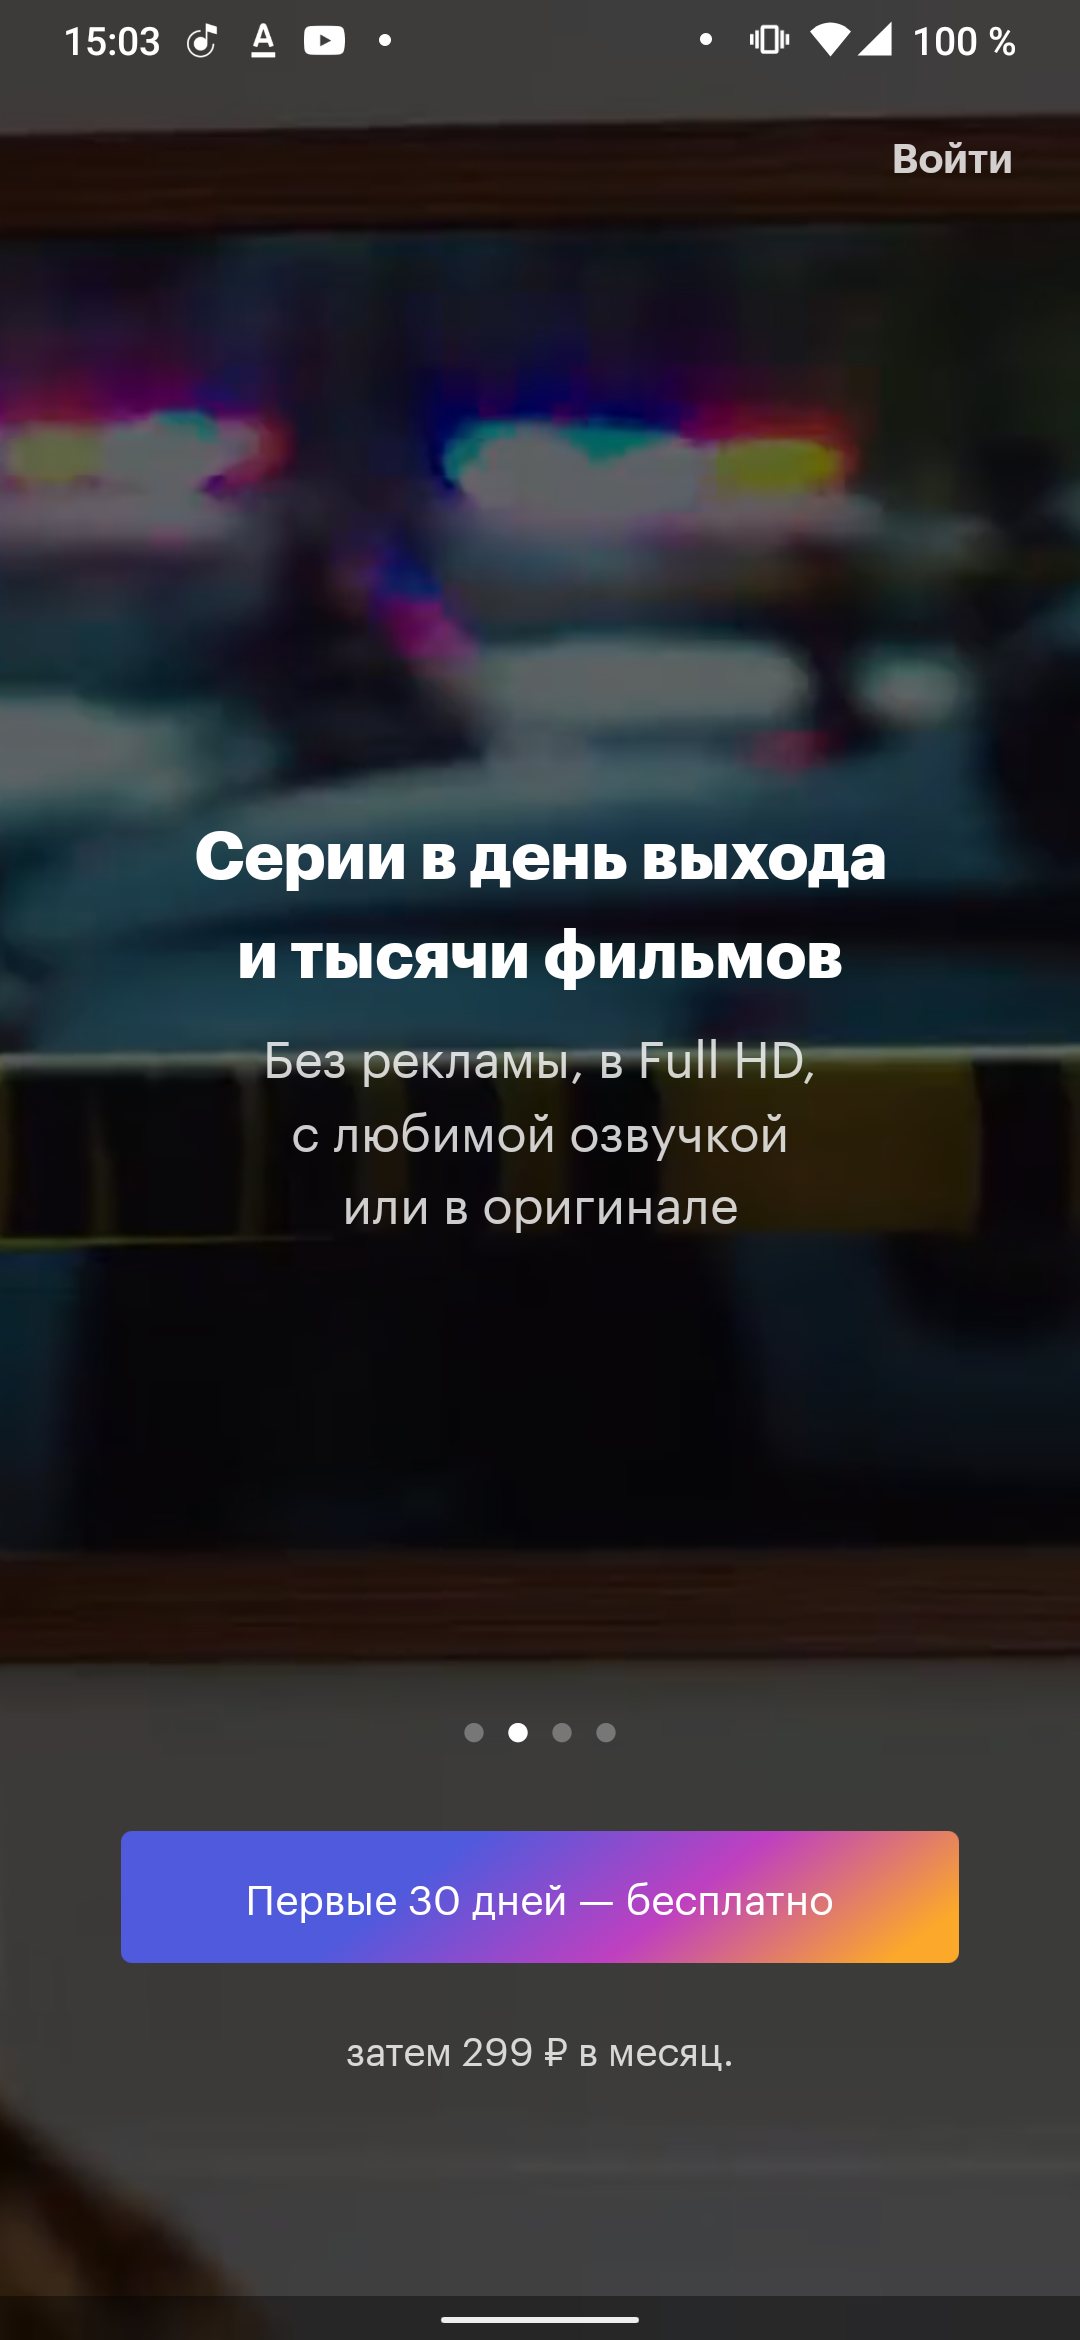 15:03
100 %
Войти
Серии в день выхода
и тысячи фильмов
Без рекламы, в Full HD,
с любимой озвучкой
или в оригинале
Первые 30 дней — бесплатно
затем 299 ₽ в месяц.